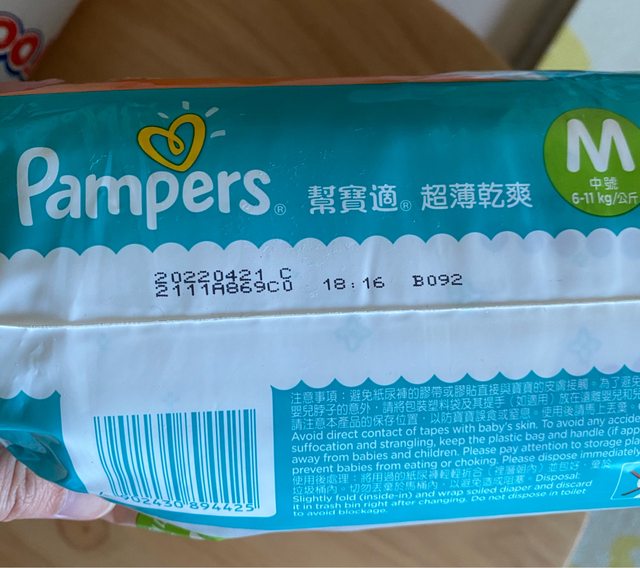 Pampers® 幫寶適® 超薄乾爽
M
中號
6-11 kg/公斤
20220421 C
2111A869C0 18:16 B092
注意事項：避免紙尿褲的膠帶或膠貼直接與寶寶的皮膚接觸。為了避免
嬰兒脖子的意外，請將包裝塑料袋及其提手（如適用）放在遠離嬰兒和兒
請注意本產品的保存位置，以防寶寶誤食或窒息。使用後請馬上丟棄
Avoid direct contact of tapes with baby's skin. To avoid any accide
suffocation and strangling, keep the plastic bag and handle (if app
away from babies and children. Please pay attention to storage pla
prevent babies from eating or choking. Please dispose immediately
使用後處理：將用過的紙尿褲輕輕折合
垃圾桶內。切勿丟棄於馬桶內，以避免造成阻塞。Disposal
Slightly fold (inside-in) and wrap soiled diaper and discard
it in trash bin right after changing. Do not dispose in toilet
to avoid blockage.
902430 894425